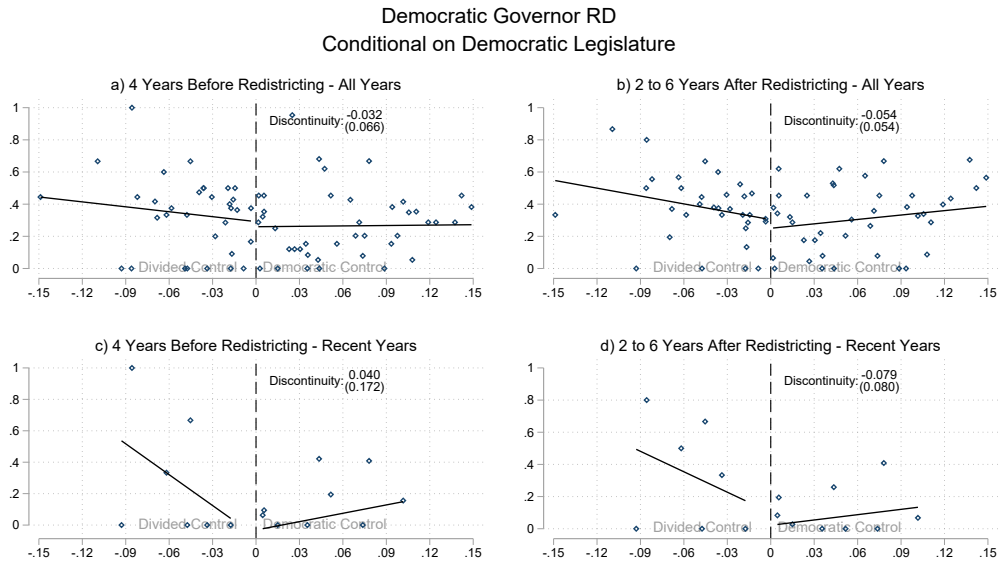 Democratic Governor RD
Conditional on Democratic Legislature
a) 4 Years Before Redistricting - All Years
1
.8
.6
.4
.2
0
Discontinuity: -0.032
(0.066)
Divided Control
Democratic Control
-.15 -.12 -.09 -.06 -.03 0 .03 .06 .09 .12 .15
b) 2 to 6 Years After Redistricting - All Years
1
.8
.6
.4
.2
0
Discontinuity: -0.054
(0.054)
Divided Control
Democratic Control
-.15 -.12 -.09 -.06 -.03 0 .03 .06 .09 .12 .15
c) 4 Years Before Redistricting - Recent Years
1
.8
.6
.4
.2
0
Discontinuity: 0.040
(0.172)
Divided Control
Democratic Control
-.15 -.12 -.09 -.06 -.03 0 .03 .06 .09 .12 .15
d) 2 to 6 Years After Redistricting - Recent Years
1
.8
.6
.4
.2
0
Discontinuity: -0.079
(0.080)
Divided Control
Democratic Control
-.15 -.12 -.09 -.06 -.03 0 .03 .06 .09 .12 .15